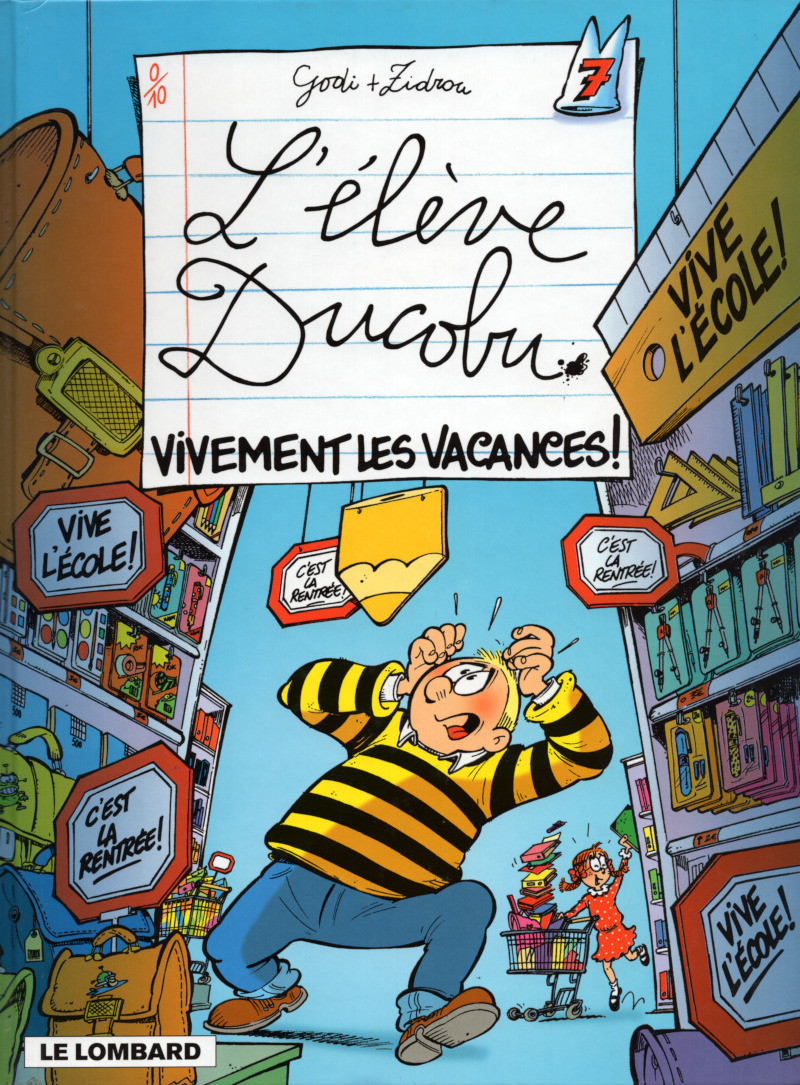 0/10
Godi + Zidrou
7
L'élève
Ducobu.
VIVEMENT LES VACANCES!
VIVE
L'ÉCOLE!
VIVE
L'ÉCOLE!
C'EST
LA
RENTRÉE!
C'EST
LA
RENTRÉE!
C'EST
LA
RENTRÉE!
VIVE
L'ÉCOLE!
LE LOMBARD